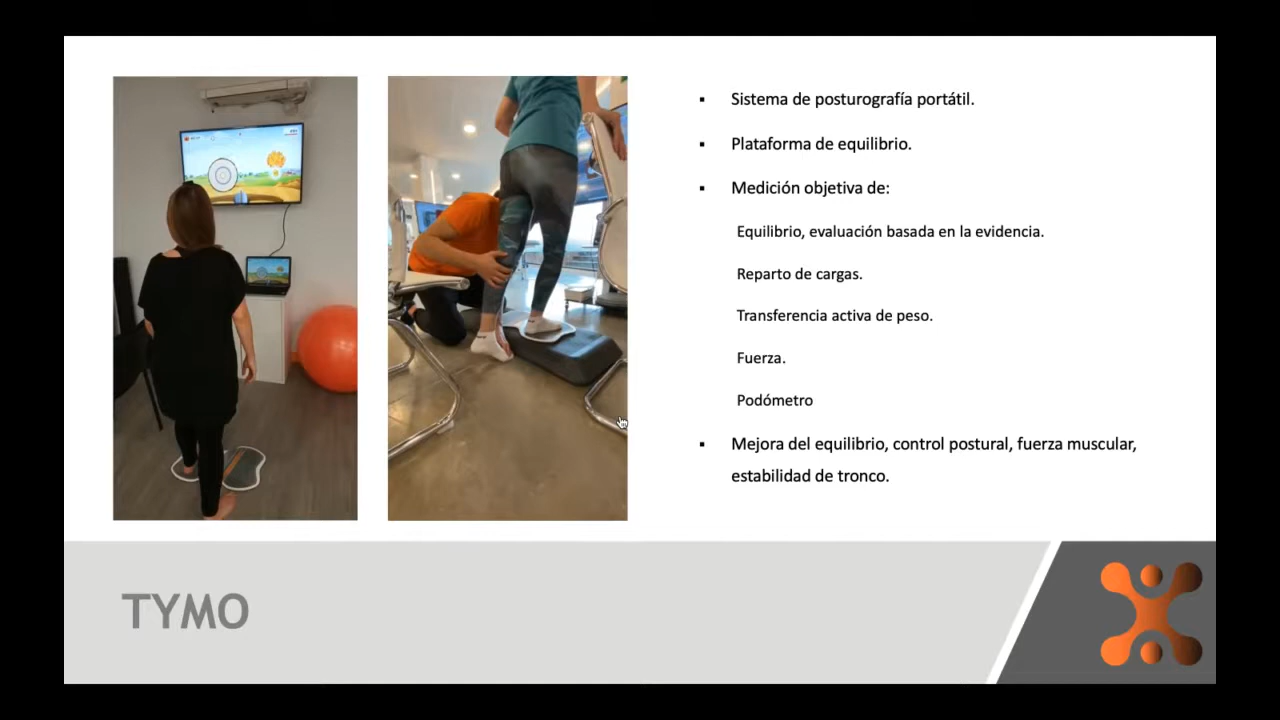 ▪ Sistema de posturografía portátil.
▪ Plataforma de equilibrio.
▪ Medición objetiva de:
Equilibrio, evaluación basada en la evidencia.
Reparto de cargas.
Transferencia activa de peso.
Fuerza.
Podómetro
▪ Mejora del equilibrio, control postural, fuerza muscular,
estabilidad de tronco.
TYMO